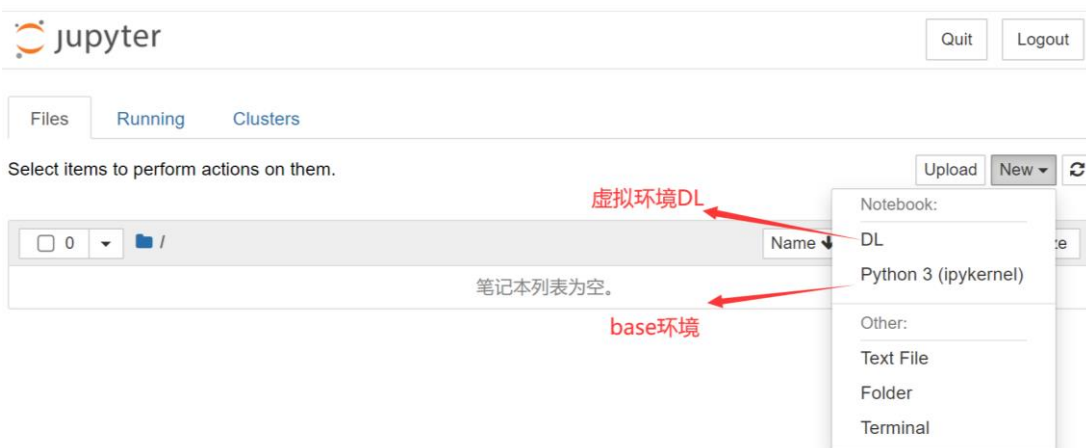 jupyter
Quit
Logout
Files
Running
Clusters
Select items to perform actions on them.
Upload
New
虚拟环境DL
Notebook:
0
/
Name
DL
Python 3 (ipykernel)
笔记本列表为空。
base环境
Other:
Text File
Folder
Terminal